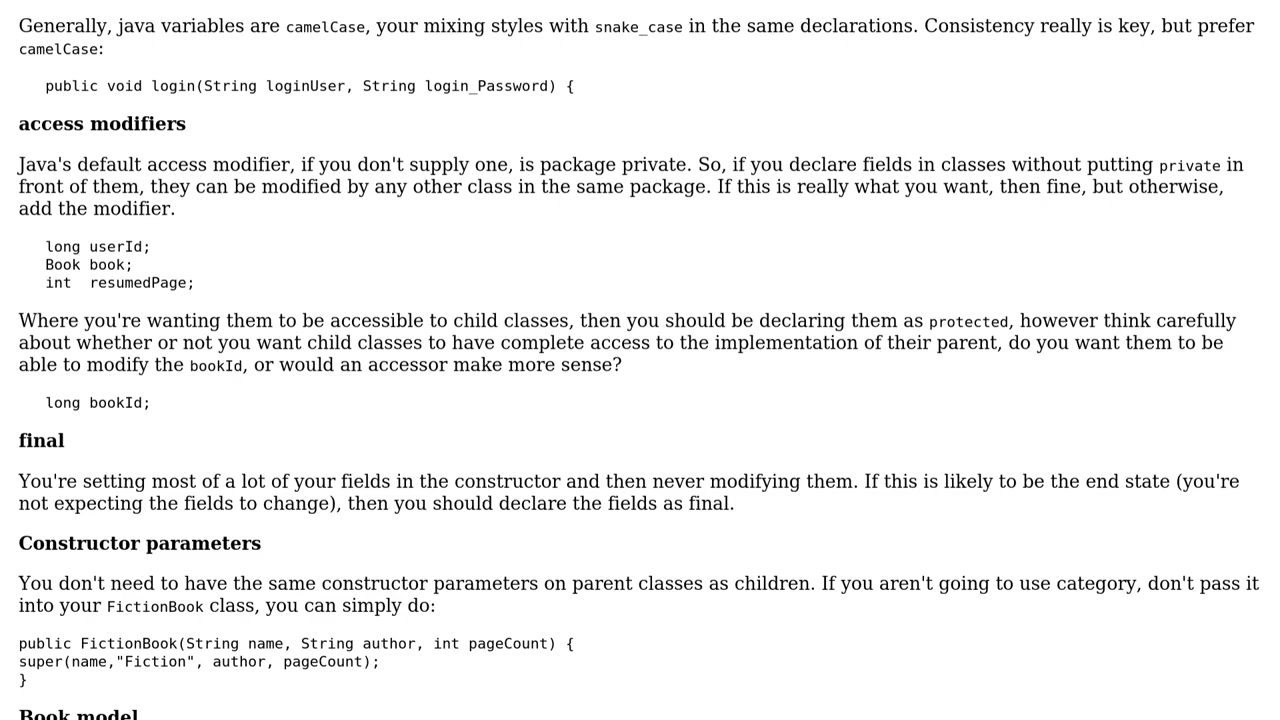 Generally, java variables are camelCase, your mixing styles with snake_case in the same declarations. Consistency really is key, but prefer
camelCase:
public void login(String loginUser, String login_Password) {
access modifiers
Java's default access modifier, if you don't supply one, is package private. So, if you declare fields in classes without putting private in
front of them, they can be modified by any other class in the same package. If this is really what you want, then fine, but otherwise,
add the modifier.
long userId;
Book book;
int  resumedPage;
Where you're wanting them to be accessible to child classes, then you should be declaring them as protected, however think carefully
about whether or not you want child classes to have complete access to the implementation of their parent, do you want them to be
able to modify the bookId, or would an accessor make more sense?
long bookId;
final
You're setting most of a lot of your fields in the constructor and then never modifying them. If this is likely to be the end state (you're
not expecting the fields to change), then you should declare the fields as final.
Constructor parameters
You don't need to have the same constructor parameters on parent classes as children. If you aren't going to use category, don't pass it
into your FictionBook class, you can simply do:
public FictionBook(String name, String author, int pageCount) {
super(name,"Fiction", author, pageCount);
}
Book model